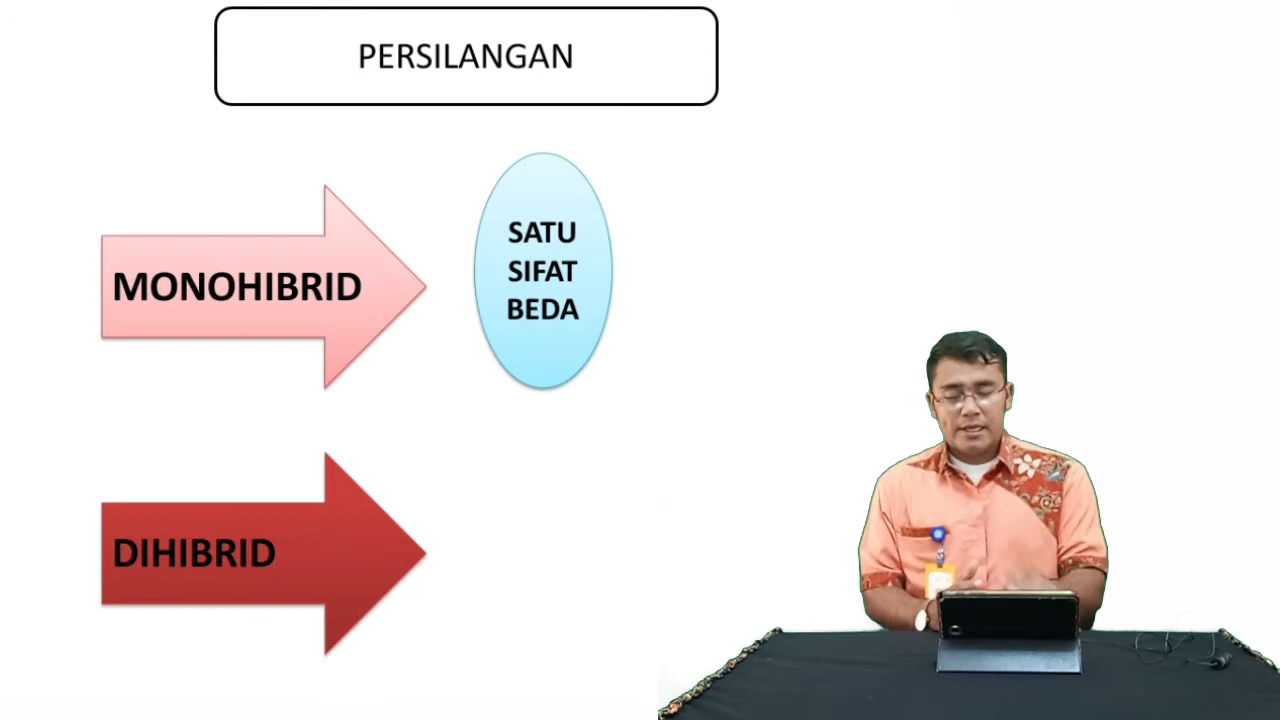 PERSILANGAN
MONOHIBRID
SATU
SIFAT
BEDA
DIHIBRID